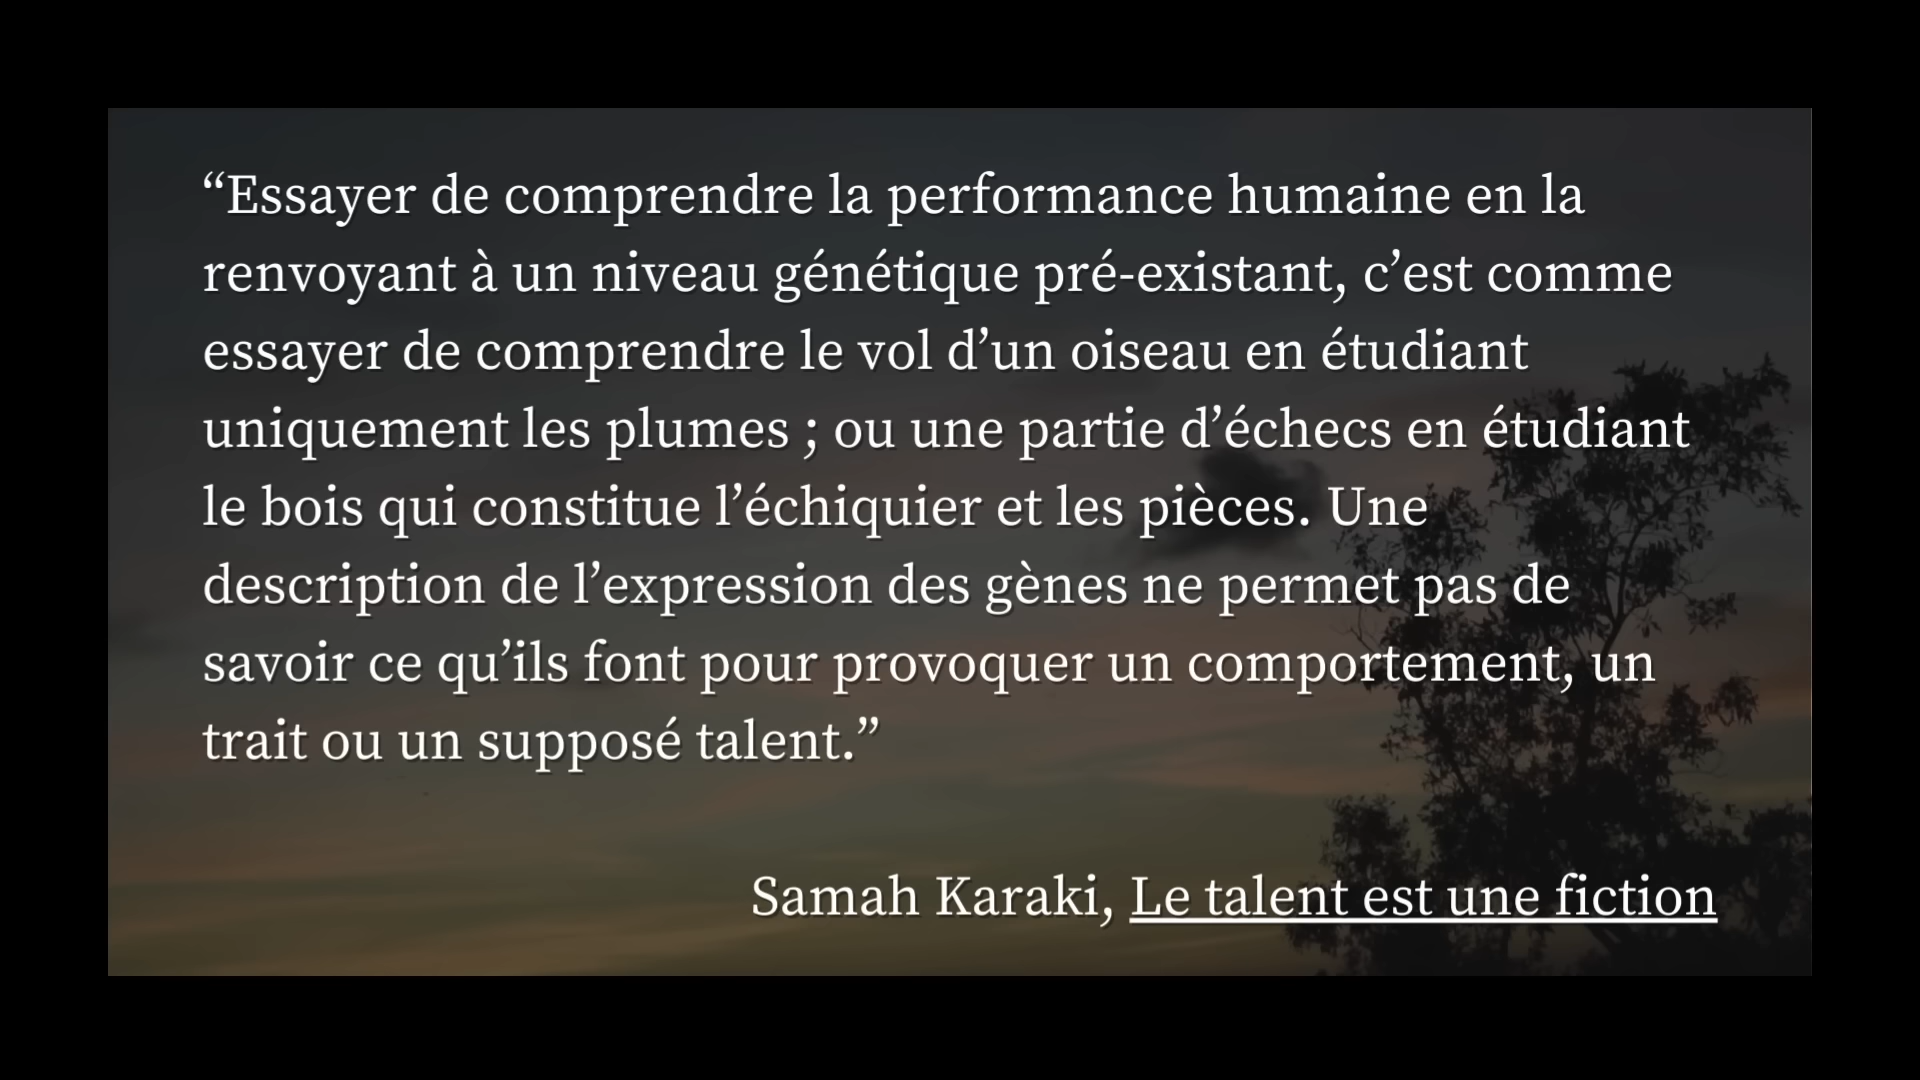 “Essayer de comprendre la performance humaine en la
renvoyant à un niveau génétique pré-existant, c’est comme
essayer de comprendre le vol d’un oiseau en étudiant
uniquement les plumes ; ou une partie d’échecs en étudiant
le bois qui constitue l’échiquier et les pièces. Une
description de l’expression des gènes ne permet pas de
savoir ce qu’ils font pour provoquer un comportement, un
trait ou un supposé talent.”
Samah Karaki, Le talent est une fiction